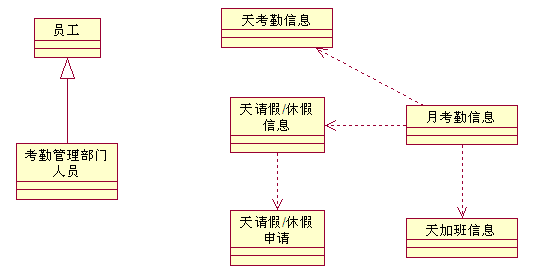 员工
天考勤信息
天请假/休假
信息
月考勤信息
考勤管理部门
人员
天请假/休假
申请
天加班信息